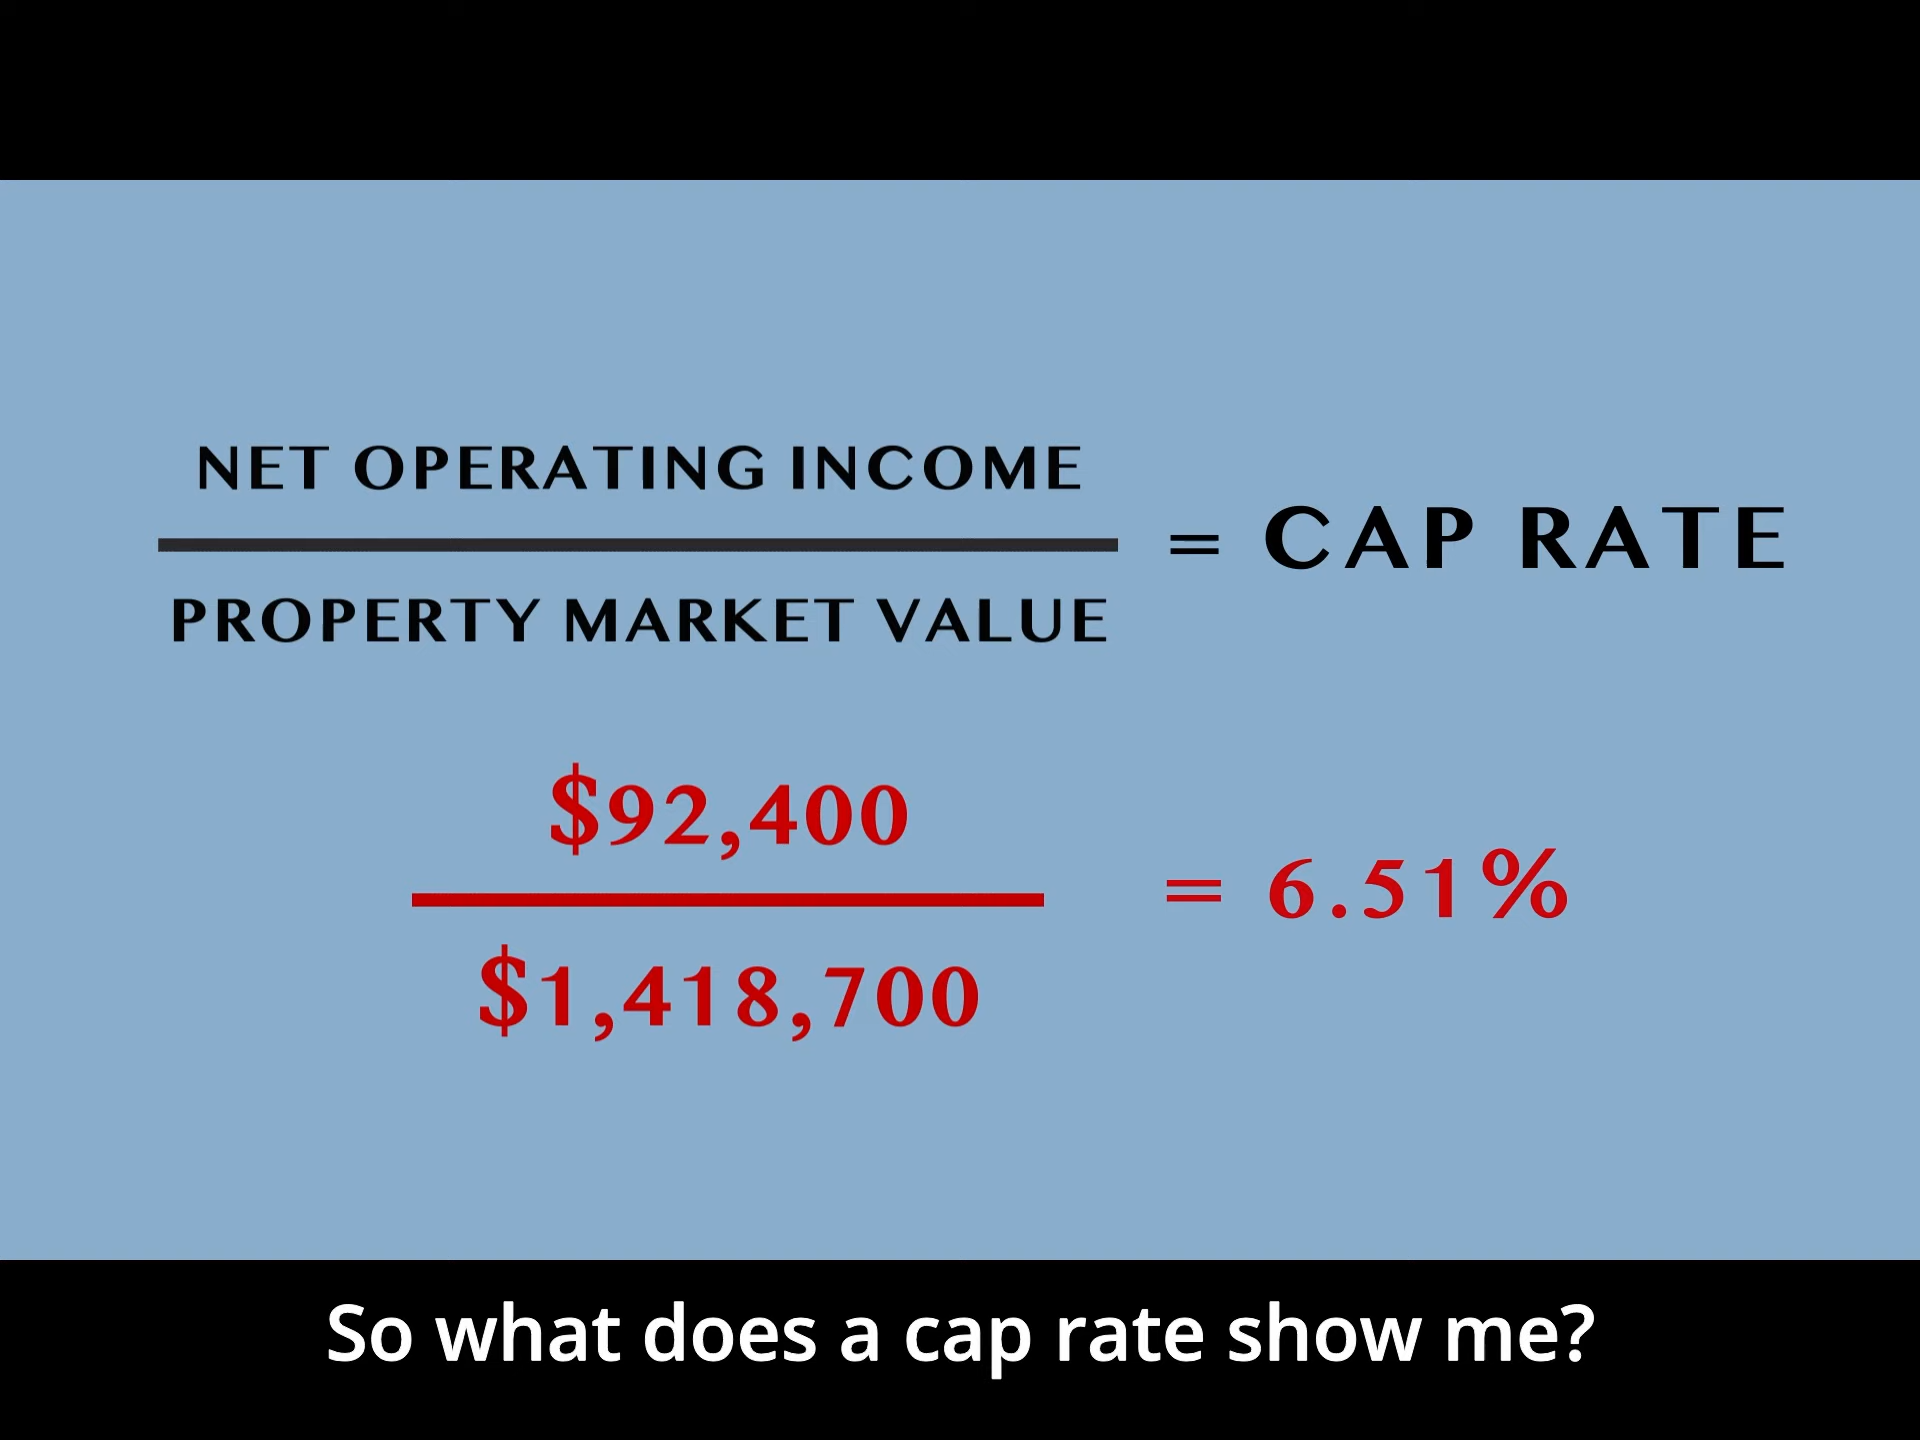 NET OPERATING INCOME
PROPERTY MARKET VALUE
= CAP RATE
$92,400
$1,418,700
= 6.51%
So what does a cap rate show me?